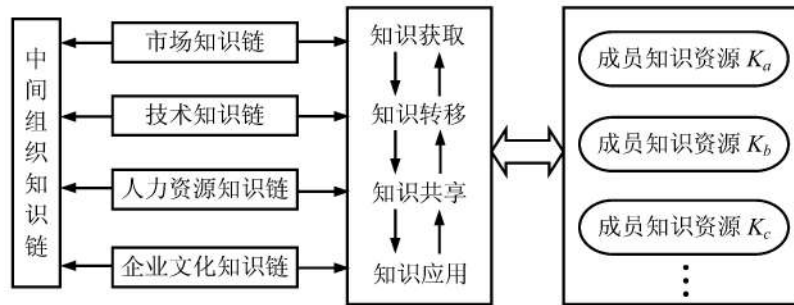 中间组织知识链
市场知识链
技术知识链
人力资源知识链
企业文化知识链
知识获取
知识转移
知识共享
知识应用
成员知识资源 Ka
成员知识资源 Kb
成员知识资源 Kc
⋮